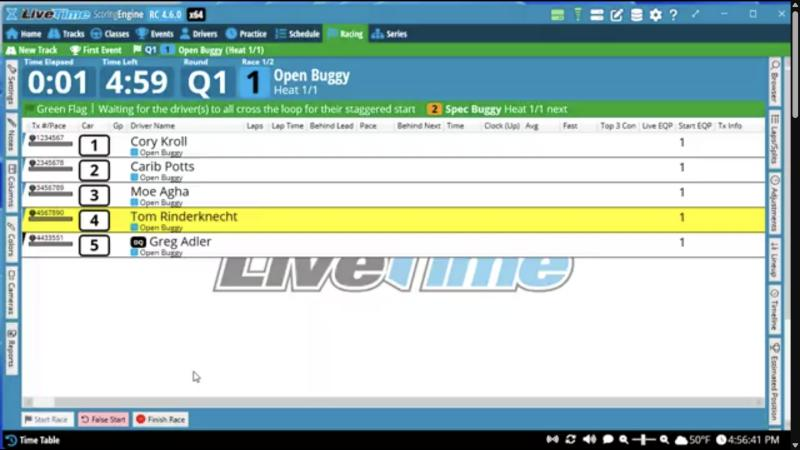 LiveTime ScoringEngine RC 4.6.0 x64
Home Tracks Classes Events Drivers Practice Schedule Racing Series
New Track First Event Q1 1 Open Buggy (Heat 1/1)
Time Elapsed Time Left Round Race 1/2
0:01 4:59 Q1 1 Open Buggy
Heat 1/1
Green Flag | Waiting for the driver(s) to all cross the loop for their staggered start 2 Spec Buggy Heat 1/1 next
Tx #/Pace Car Gp Driver Name Laps Lap Time Behind Lead Pace Behind Next Time Clock (Up) Avg Fast Top 3 Con Live EQP Start EQP Tx Info
1234567 1 Cory Kroll 1
Open Buggy
2345678 2 Carib Potts 1
Open Buggy
3456789 3 Moe Agha 1
Open Buggy
4567890 4 Tom Rinderknecht 1
Open Buggy
4433551 5 DQ Greg Adler 1
Open Buggy
LiveTime
Settings
Notes
Columns
Colors
Cameras
Reports
Browser
Laps/Splits
Adjustments
Lineup
Timeline
Estimated Position
Start Race False Start Finish Race
Time Table 50°F 4:56:41 PM